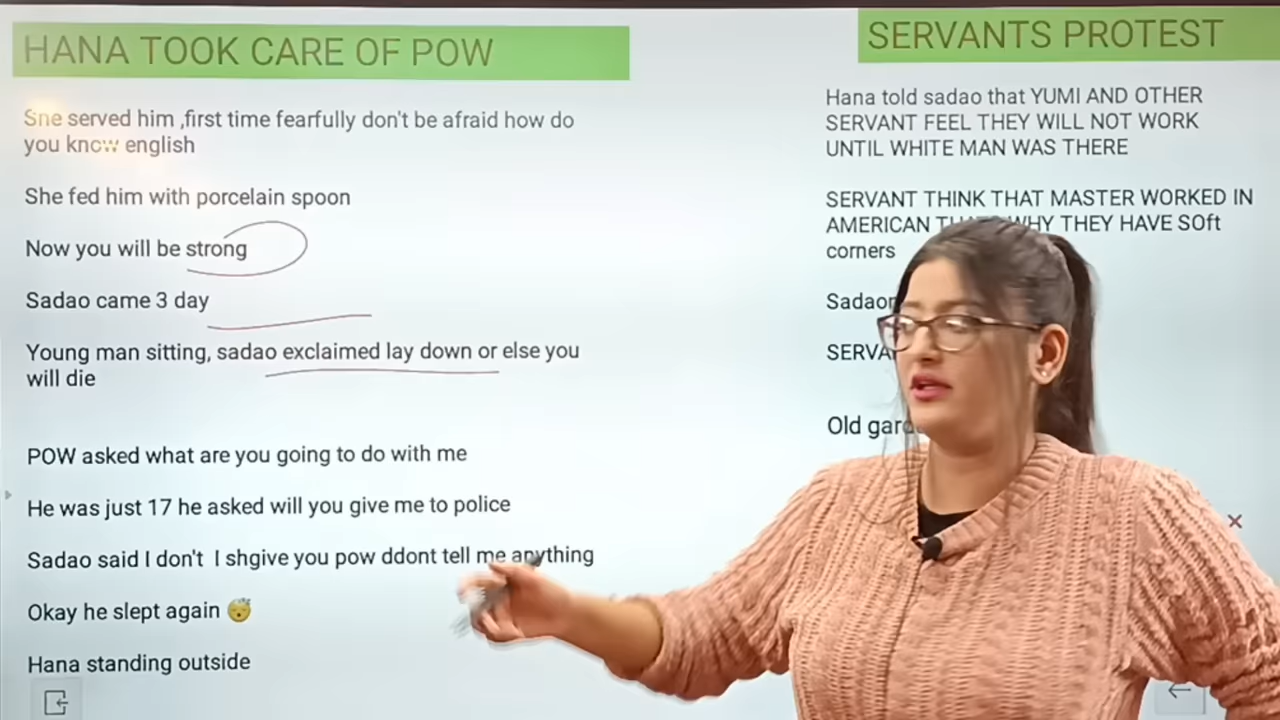 HANA TOOK CARE OF POW
Sne served him ,first time fearfully don't be afraid how do
you know english
She fed him with porcelain spoon
Now you will be strong
Sadao came 3 day
Young man sitting, sadao exclaimed lay down or else you
will die
POW asked what are you going to do with me
He was just 17 he asked will you give me to police
Sadao said I don't I shgive you pow ddont tell me anything
Okay he slept again 😴
Hana standing outside
SERVANTS PROTEST
Hana told sadao that YUMI AND OTHER
SERVANT FEEL THEY WILL NOT WORK
UNTIL WHITE MAN WAS THERE
SERVANT THINK THAT MASTER WORKED IN
AMERICAN WHY THEY HAVE SOft
corners
Old